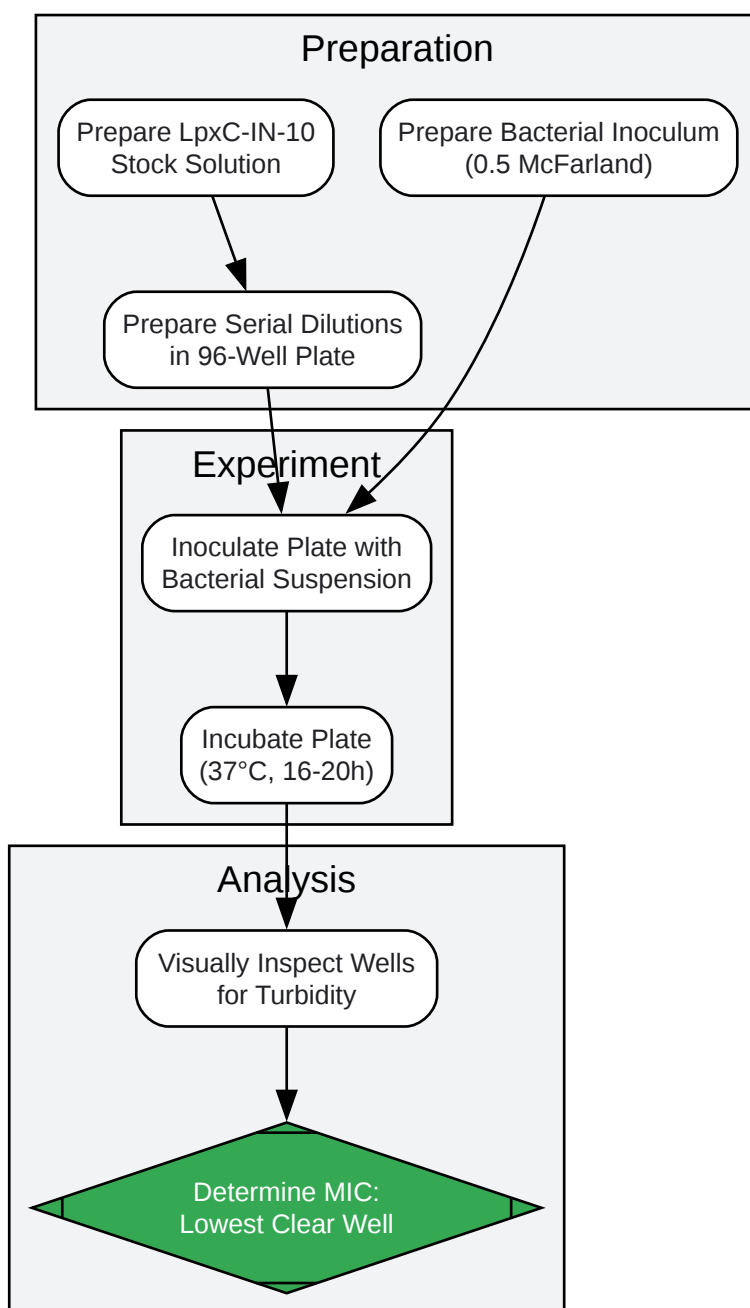 Preparation
Prepare LpxC-IN-10
Stock Solution
Prepare Bacterial Inoculum
(0.5 McFarland)
Prepare Serial Dilutions
in 96-Well Plate
Experiment
Inoculate Plate with
Bacterial Suspension
Incubate Plate
(37°C, 16-20h)
Analysis
Visually Inspect Wells
for Turbidity
Determine MIC:
Lowest Clear Well